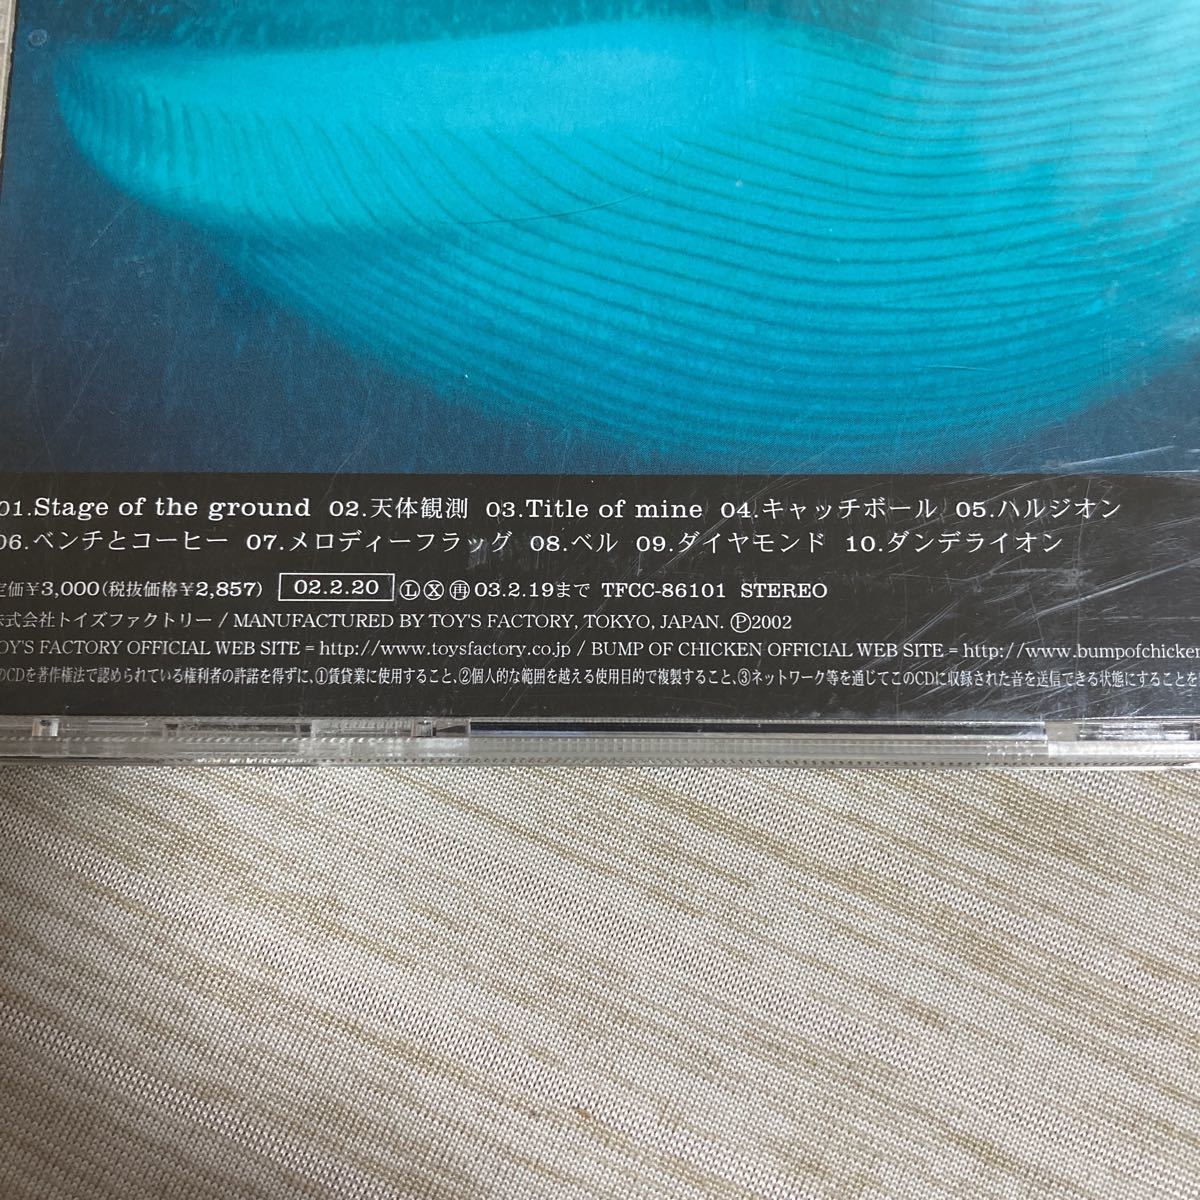 01.Stage of the ground 02.天体観測 03.Title of mine 04.キャッチボール 05.ハルジオン
06.ベンチとコーヒー 07.メロディーフラッグ 08.ベル 09.ダイヤモンド 10.ダンデライオン
定価¥3,000(税抜価格¥2,857) 02.2.20 Ⓛ Ⓧ ㊢03.2.19まで TFCC-86101 STEREO
株式会社トイズファクトリー / MANUFACTURED BY TOY'S FACTORY, TOKYO, JAPAN. Ⓟ2002
OY'S FACTORY OFFICIAL WEB SITE = http://www.toysfactory.co.jp / BUMP OF CHICKEN OFFICIAL WEB SITE = http://www.bumpofchicken
のCDを著作権法で認められている権利者の許諾を得ずに、①賃貸業に使用すること、②個人的な範囲を越える使用目的で複製すること、③ネットワーク等を通じてこのCDに収録された音を送信できる状態にすることを